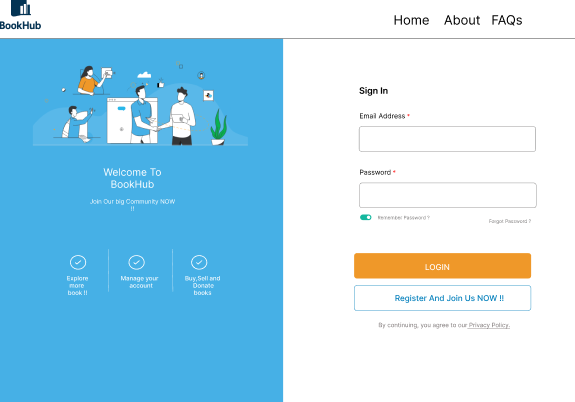 BookHub
Home About FAQs
Welcome To
BookHub
Join Our big Community NOW
!!
Explore
more
book !!
Manage your
account
Buy,Sell and
Donate
books
Sign In
Email Address *
Password *
Remember Password ?
Forgot Password ?
LOGIN
Register And Join Us NOW !!
By continuing, you agree to our Privacy Policy.